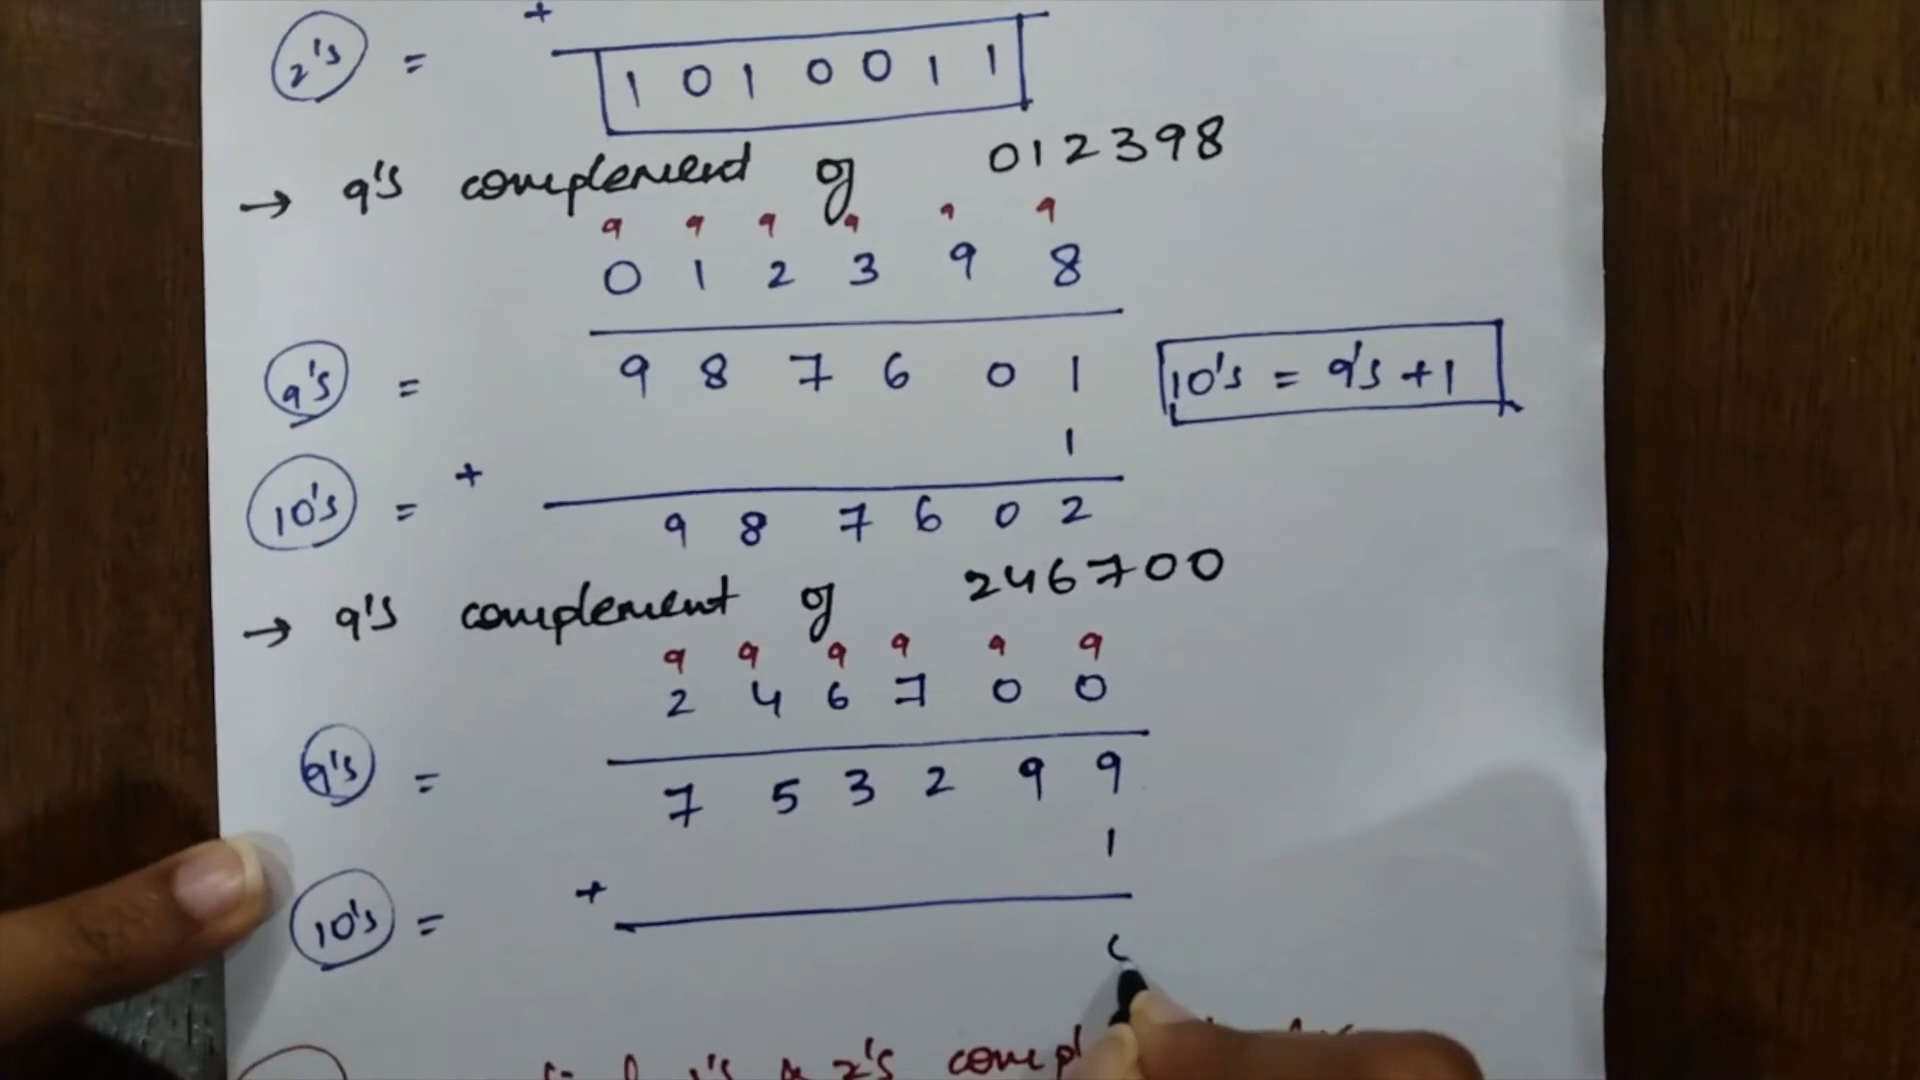 +
2's = 1 0 1 0 0 1 1
→ 9's complement of 012398
9 9 9 9 9 9
0 1 2 3 9 8
9's = 9 8 7 6 0 1
10's = 9's + 1
1
10's = + 9 8 7 6 0 2
→ 9's complement of 246700
9 9 9 9 9 9
2 4 6 7 0 0
9's = 7 5 3 2 9 9
1
10's = +
1's & 2's